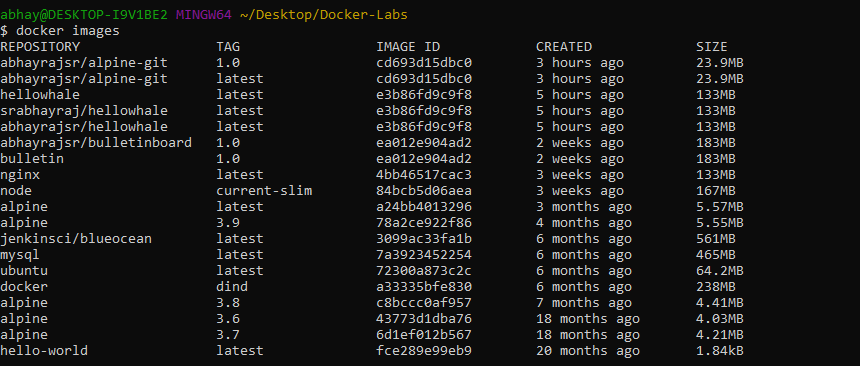 abhay@DESKTOP-I9V1BE2 MINGW64 ~/Desktop/Docker-Labs
$ docker images
REPOSITORY TAG IMAGE ID CREATED SIZE
abhayrajsr/alpine-git 1.0 cd693d15dbc0 3 hours ago 23.9MB
abhayrajsr/alpine-git latest cd693d15dbc0 3 hours ago 23.9MB
hellowhale latest e3b86fd9c9f8 5 hours ago 133MB
srabhayraj/hellowhale latest e3b86fd9c9f8 5 hours ago 133MB
abhayrajsr/hellowhale latest e3b86fd9c9f8 5 hours ago 133MB
abhayrajsr/bulletinboard 1.0 ea012e904ad2 2 weeks ago 183MB
bulletin 1.0 ea012e904ad2 2 weeks ago 183MB
nginx latest 4bb46517cac3 3 weeks ago 133MB
node current-slim 84bcb5d06aea 3 weeks ago 167MB
alpine latest a24bb4013296 3 months ago 5.57MB
alpine 3.9 78a2ce922f86 4 months ago 5.55MB
jenkinsci/blueocean latest 3099ac33fa1b 6 months ago 561MB
mysql latest 7a3923452254 6 months ago 465MB
ubuntu latest 72300a873c2c 6 months ago 64.2MB
docker dind a33335bfe830 6 months ago 238MB
alpine 3.8 c8bccc0af957 7 months ago 4.41MB
alpine 3.6 43773d1dba76 18 months ago 4.03MB
alpine 3.7 6d1ef012b567 18 months ago 4.21MB
hello-world latest fce289e99eb9 20 months ago 1.84kB